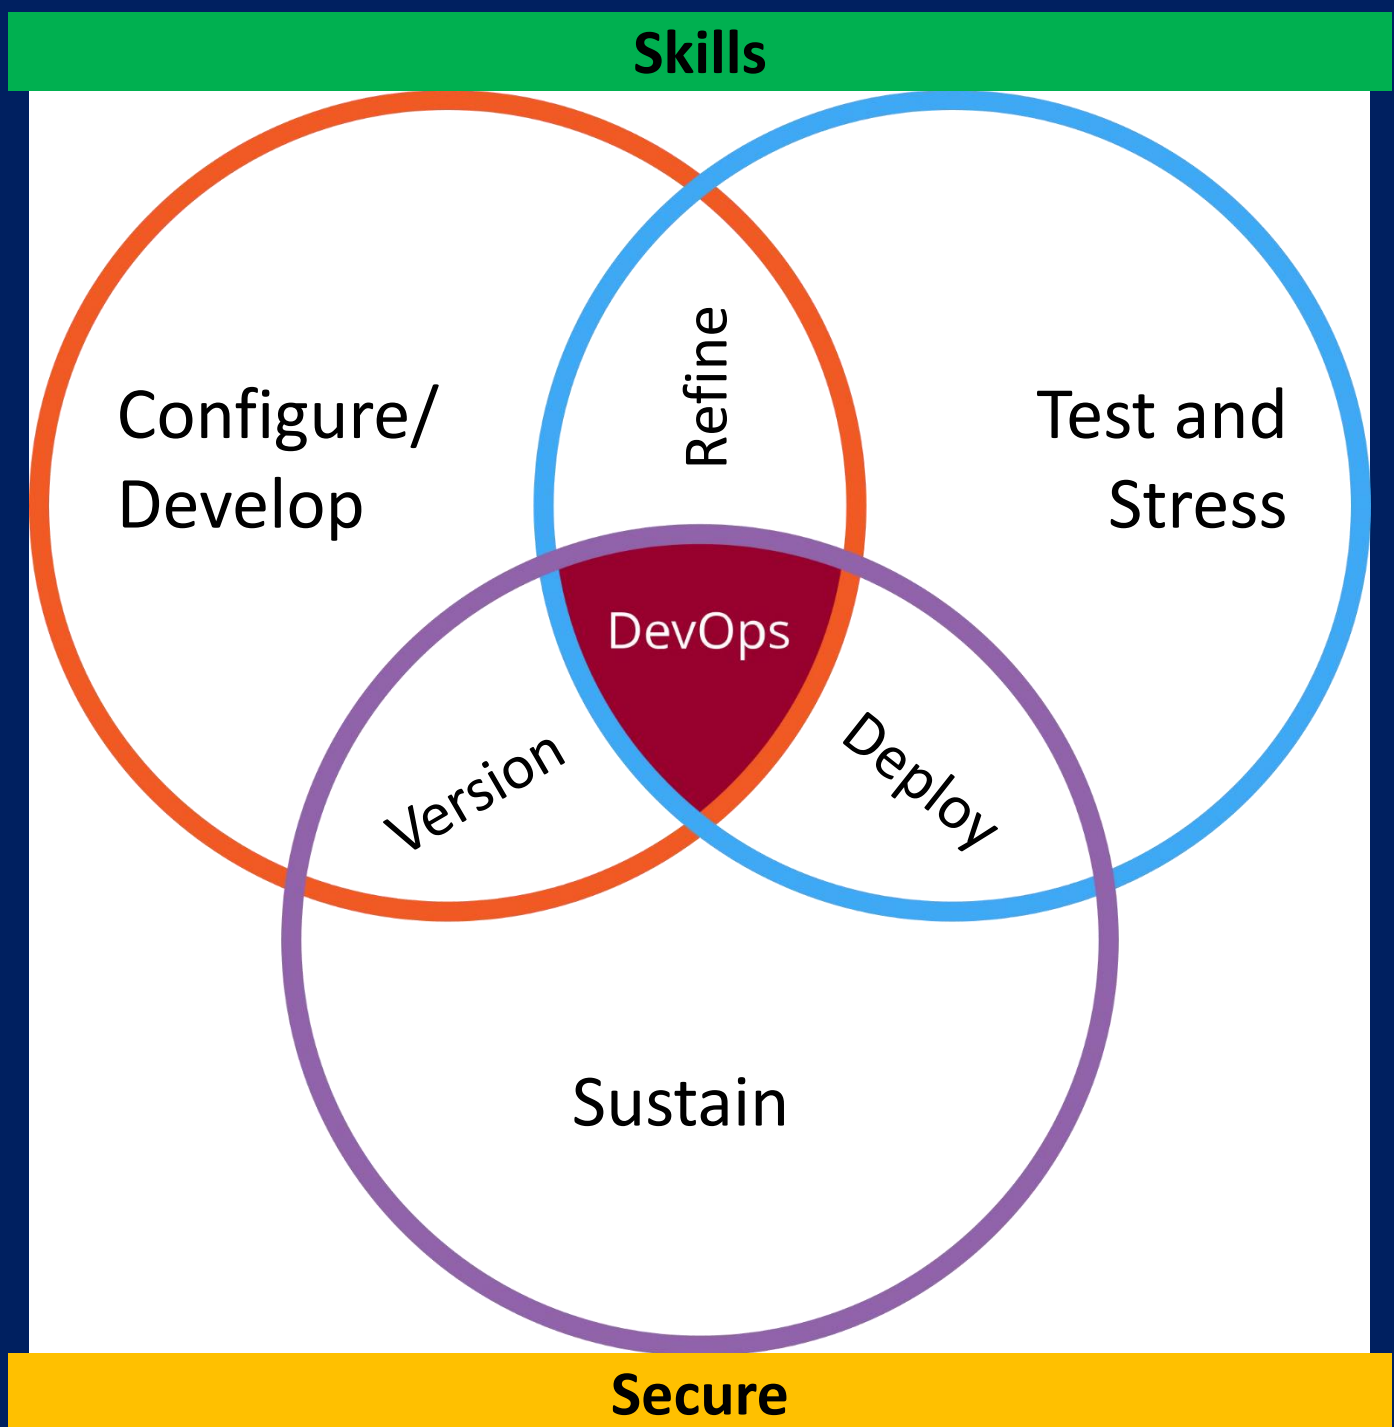 Skills
Refine
Configure/
Develop
Test and
Stress
DevOps
Version
Deploy
Sustain
Secure